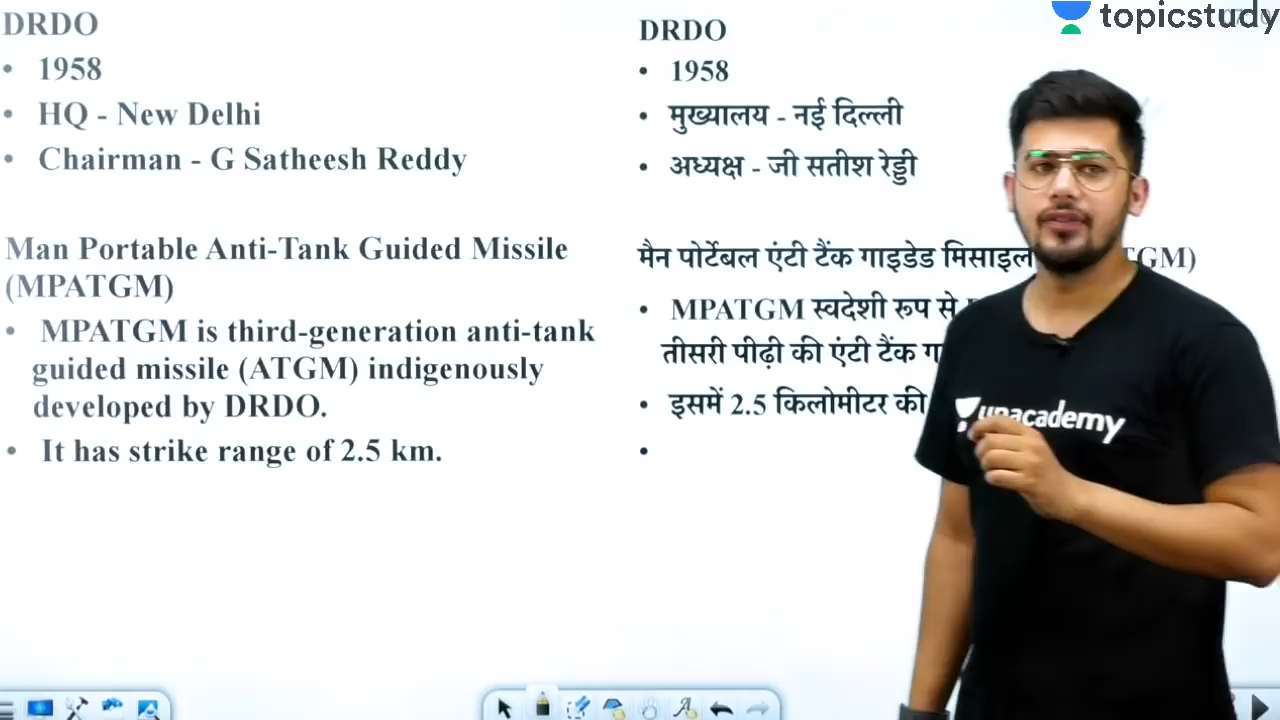 DRDO
• 1958
• HQ - New Delhi
• Chairman - G Satheesh Reddy
Man Portable Anti-Tank Guided Missile
(MPATGM)
• MPATGM is third-generation anti-tank
guided missile (ATGM) indigenously
developed by DRDO.
• It has strike range of 2.5 km.
DRDO
• 1958
• मुख्यालय - नई दिल्ली
• अध्यक्ष - जी सतीश रेड्डी
मैन पोर्टेबल एंटी टैंक गाइडेड मिसाइल TGM)
• MPATGM स्वदेशी रूप से
तीसरी पीढ़ी की एंटी टैंक
• इसमें 2.5 किलोमीटर की
•
topicstudy
unacademy